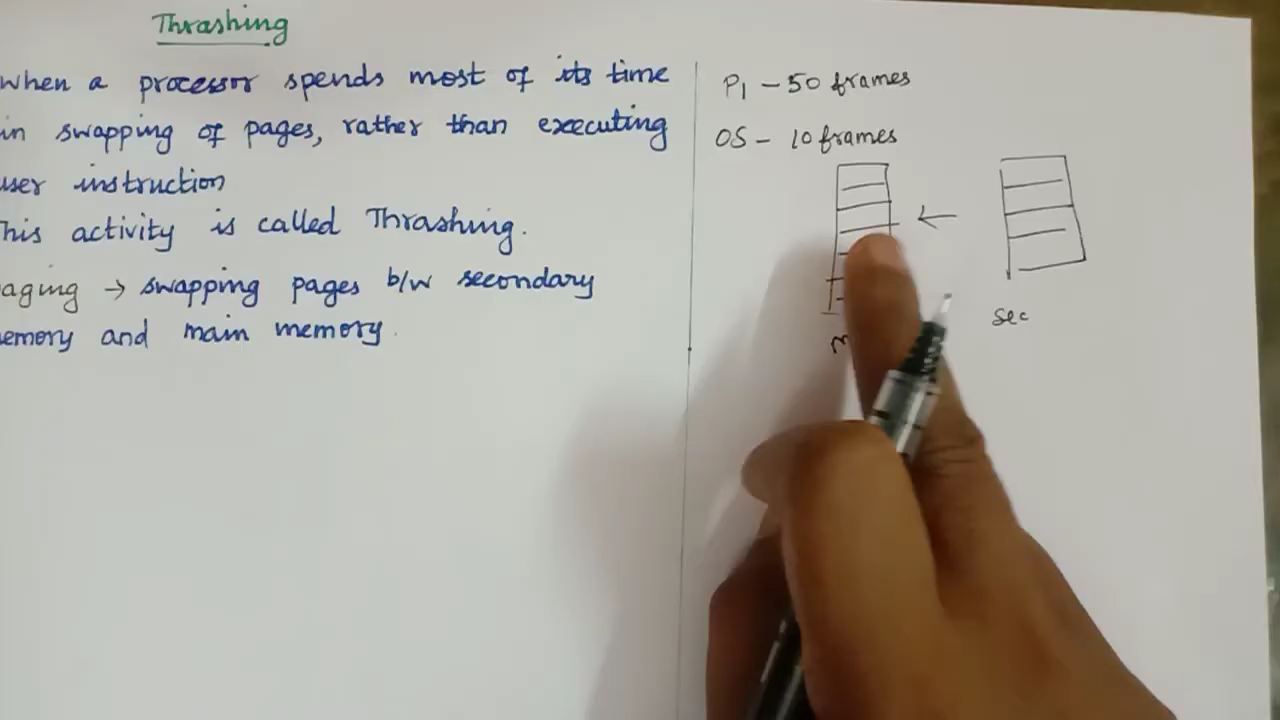 Thrashing
When a processor spends most of its time
in swapping of pages, rather than executing
user instruction
This activity is called Thrashing.
aging → swapping pages b/w secondary
emory and main memory.
P1 - 50 frames
OS - 10 frames
←
sec